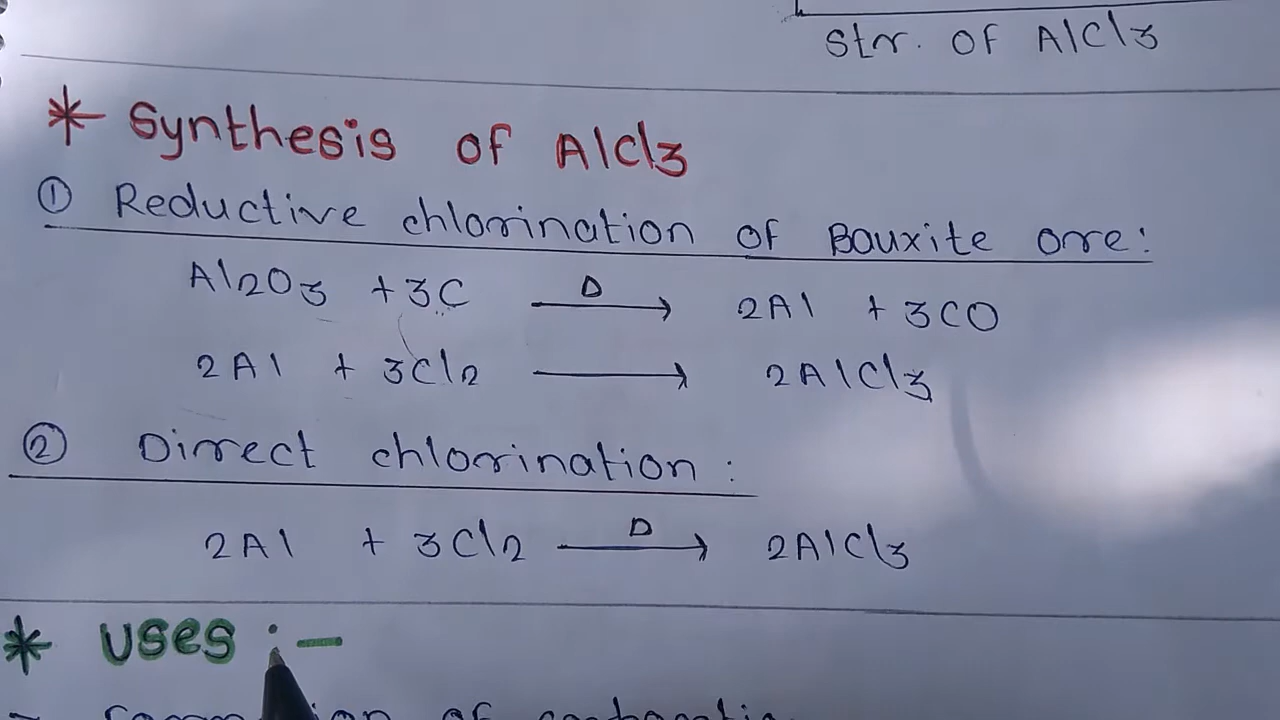 Str. of AlCl3
* Synthesis of AlCl3
① Reductive chlorination of Bauxite ore:
Al2O3 + 3C →Δ 2Al + 3CO
2Al + 3Cl2 → 2AlCl3
② Direct chlorination:
2Al + 3Cl2 →Δ 2AlCl3
* Uses :-
of